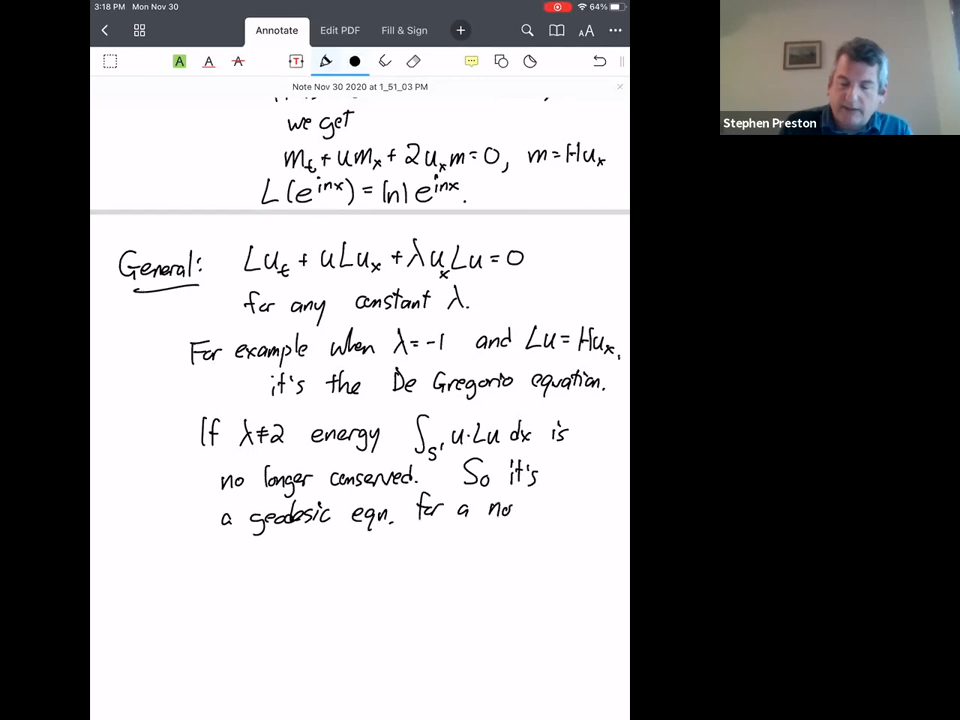 3:18 PM Mon Nov 30
64%
Annotate Edit PDF Fill & Sign
A A A T AA
Note Nov 30 2020 at 1_51_03 PM
Stephen Preston
we get
m_t + um_x + 2u_x m = 0, m = Hu_x
L(e^{inx}) = |n| e^{inx}.
General: Lu_t + uLu_x + λu_x Lu = 0
for any constant λ.
For example when λ = -1 and Lu = Hu_x,
it's the De Gregorio equation.
If λ ≠ 2 energy ∫_{S^1} u·Lu dx is
no longer conserved. So it's
a geodesic eqn. for a no